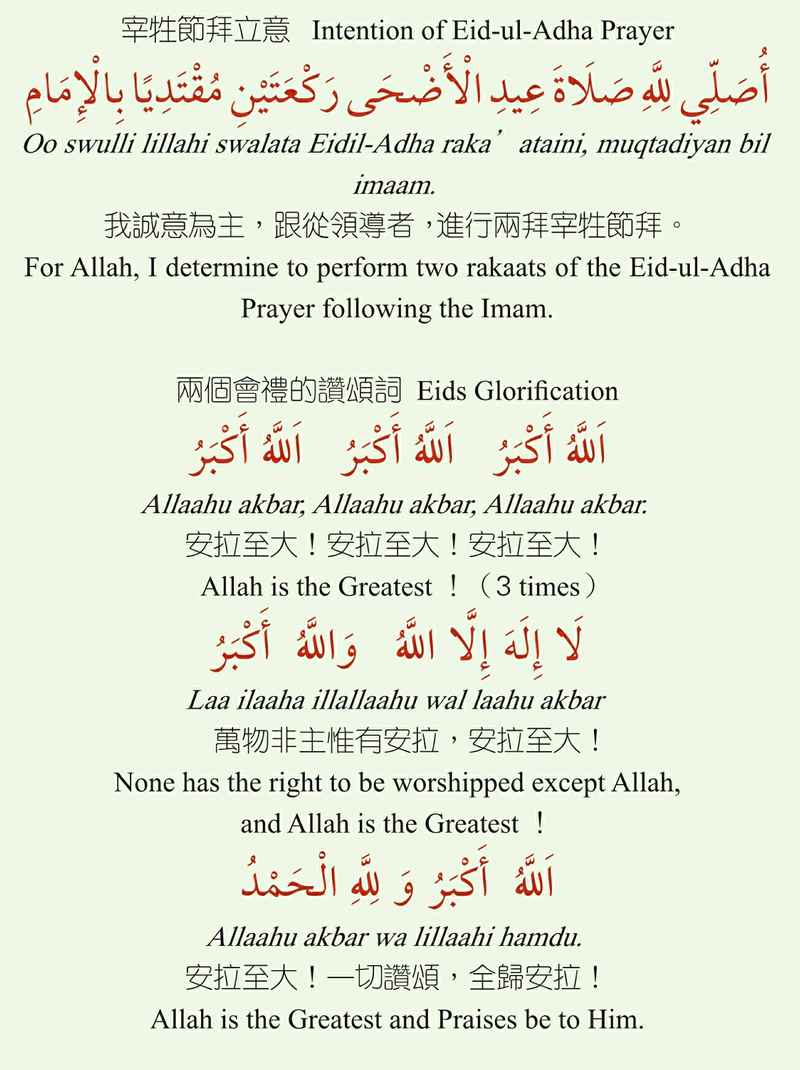 宰牲節拜立意 Intention of Eid-ul-Adha Prayer
أُصَلِّي لِلَّهِ صَلَاةَ عِيدِ الْأَضْحَى رَكْعَتَيْنِ مُقْتَدِيًا بِالْإِمَامِ
Oo swulli lillahi swalata Eidil-Adha raka’ ataini, muqtadiyan bil
imaam.
我誠意為主，跟從領導者，進行兩拜宰牲節拜。
For Allah, I determine to perform two rakaats of the Eid-ul-Adha
Prayer following the Imam.
兩個會禮的讚頌詞 Eids Glorification
اَللَّهُ أَكْبَرُ اَللَّهُ أَكْبَرُ اَللَّهُ أَكْبَرُ
Allaahu akbar, Allaahu akbar, Allaahu akbar.
安拉至大！安拉至大！安拉至大！
Allah is the Greatest ！（3 times）
لَا إِلَهَ إِلَّا اللَّهُ وَاللَّهُ أَكْبَرُ
Laa ilaaha illallaahu wal laahu akbar
萬物非主惟有安拉，安拉至大！
None has the right to be worshipped except Allah,
and Allah is the Greatest ！
اَللَّهُ أَكْبَرُ وَ لِلَّهِ الْحَمْدُ
Allaahu akbar wa lillaahi hamdu.
安拉至大！一切讚頌，全歸安拉！
Allah is the Greatest and Praises be to Him.